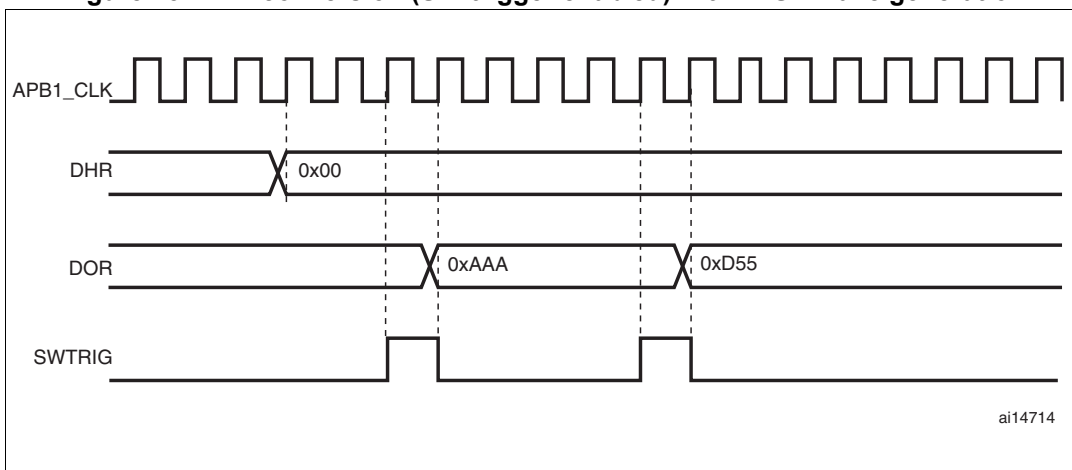 APB1_CLK
DHR
0x00
DOR
0xAAA
0xD55
SWTRIG
ai14714